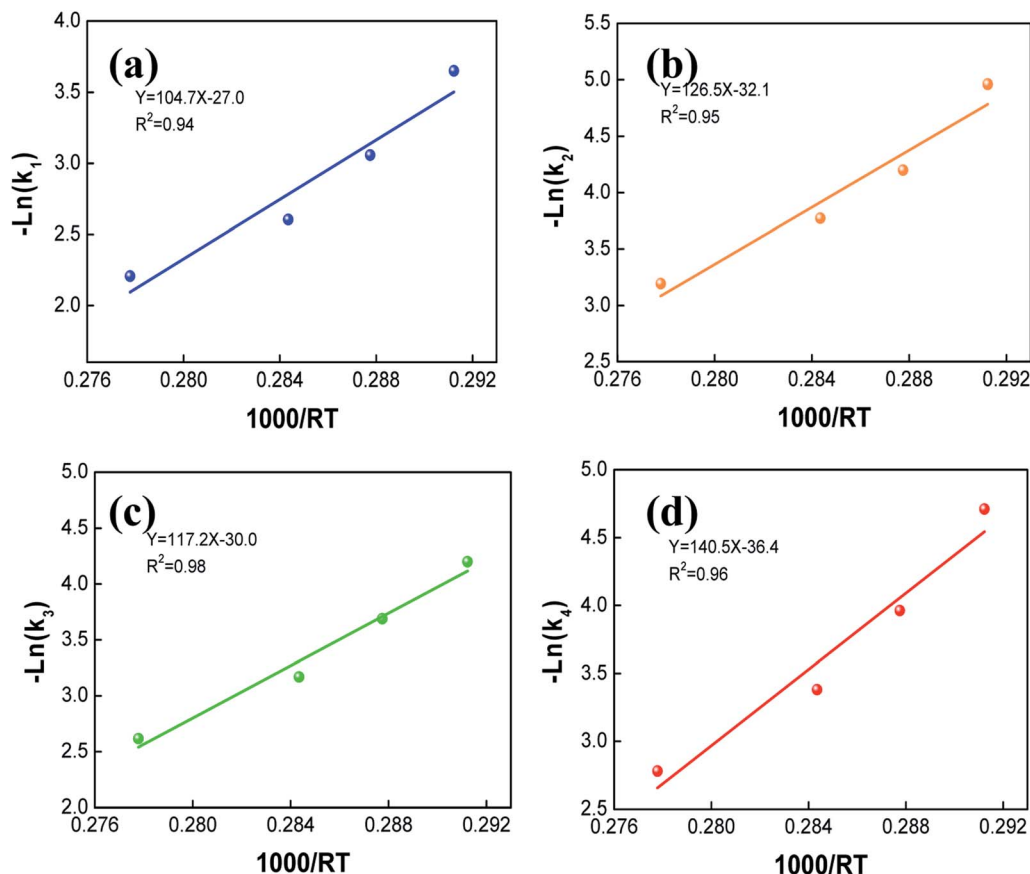 (a)
Y=104.7X-27.0
R²=0.94
-Ln(k₁)
4.0
3.5
3.0
2.5
2.0
0.276 0.280 0.284 0.288 0.292
1000/RT
(b)
Y=126.5X-32.1
R²=0.95
-Ln(k₂)
5.5
5.0
4.5
4.0
3.5
3.0
2.5
0.276 0.280 0.284 0.288 0.292
1000/RT
(c)
Y=117.2X-30.0
R²=0.98
-Ln(k₃)
5.0
4.5
4.0
3.5
3.0
2.5
2.0
0.276 0.280 0.284 0.288 0.292
1000/RT
(d)
Y=140.5X-36.4
R²=0.96
-Ln(k₄)
5.0
4.5
4.0
3.5
3.0
2.5
0.276 0.280 0.284 0.288 0.292
1000/RT